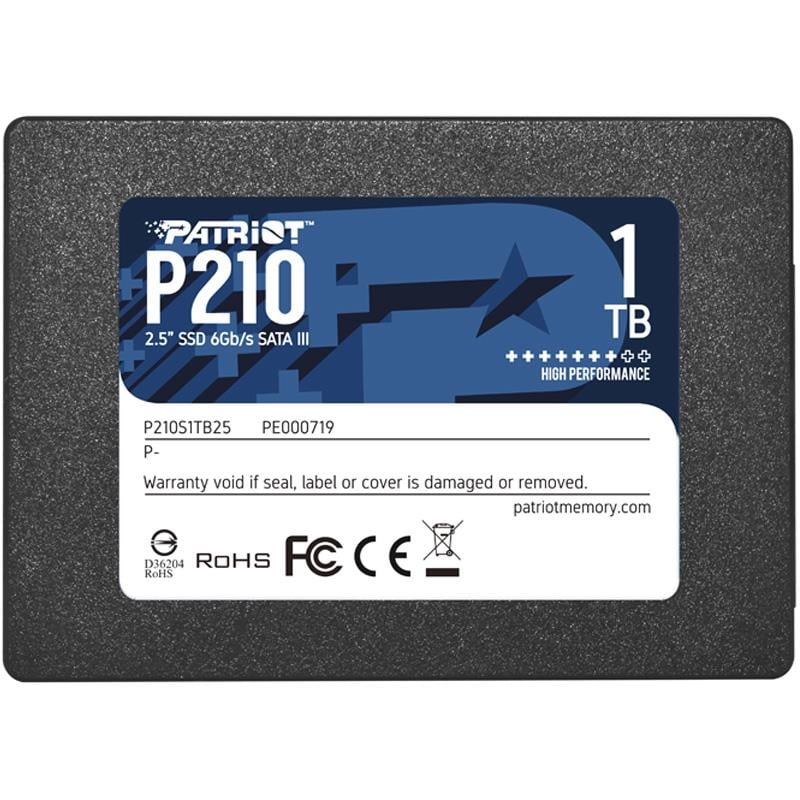 PATRIOT™
P210
2.5" SSD 6Gb/s SATA III
1
TB
HIGH PERFORMANCE
P210S1TB25 PE000719
P-
Warranty void if seal, label or cover is damaged or removed.
patriotmemory.com
D36204
RoHS
RoHS
FC CE